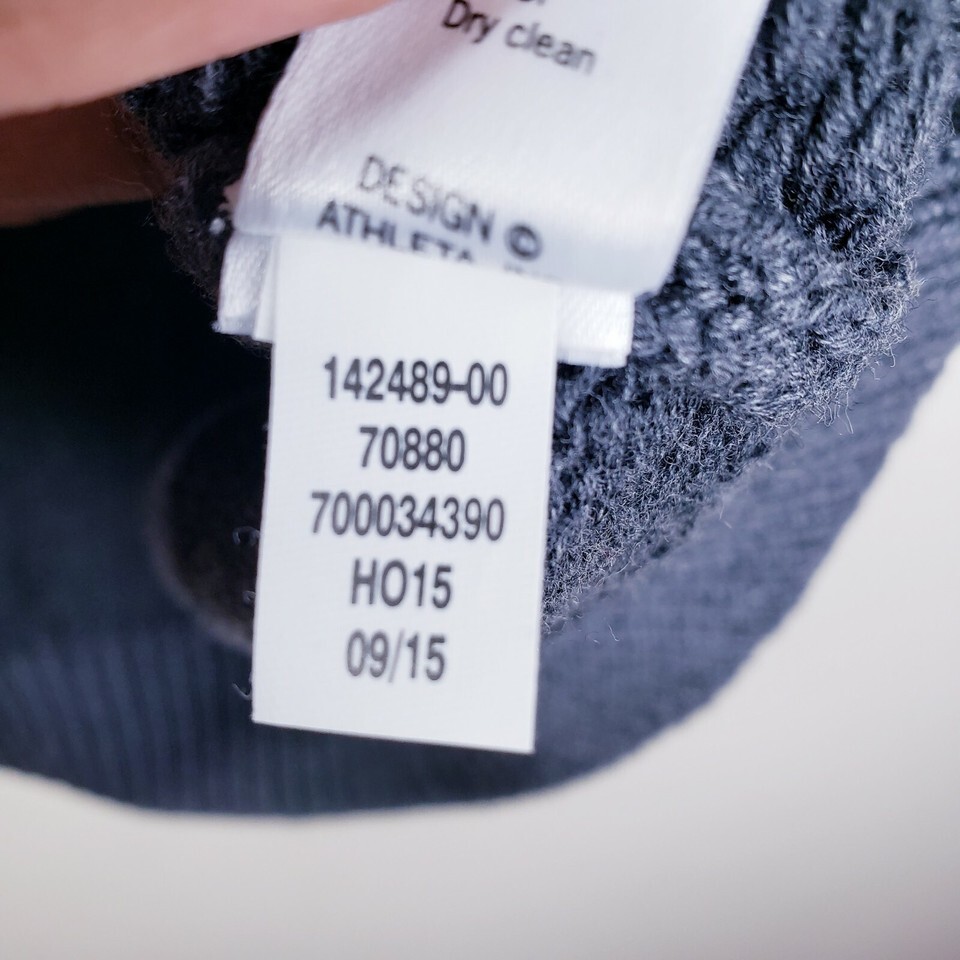 Dry clean
DESIGN ©
ATHLETA
142489-00
70880
700034390
HO15
09/15